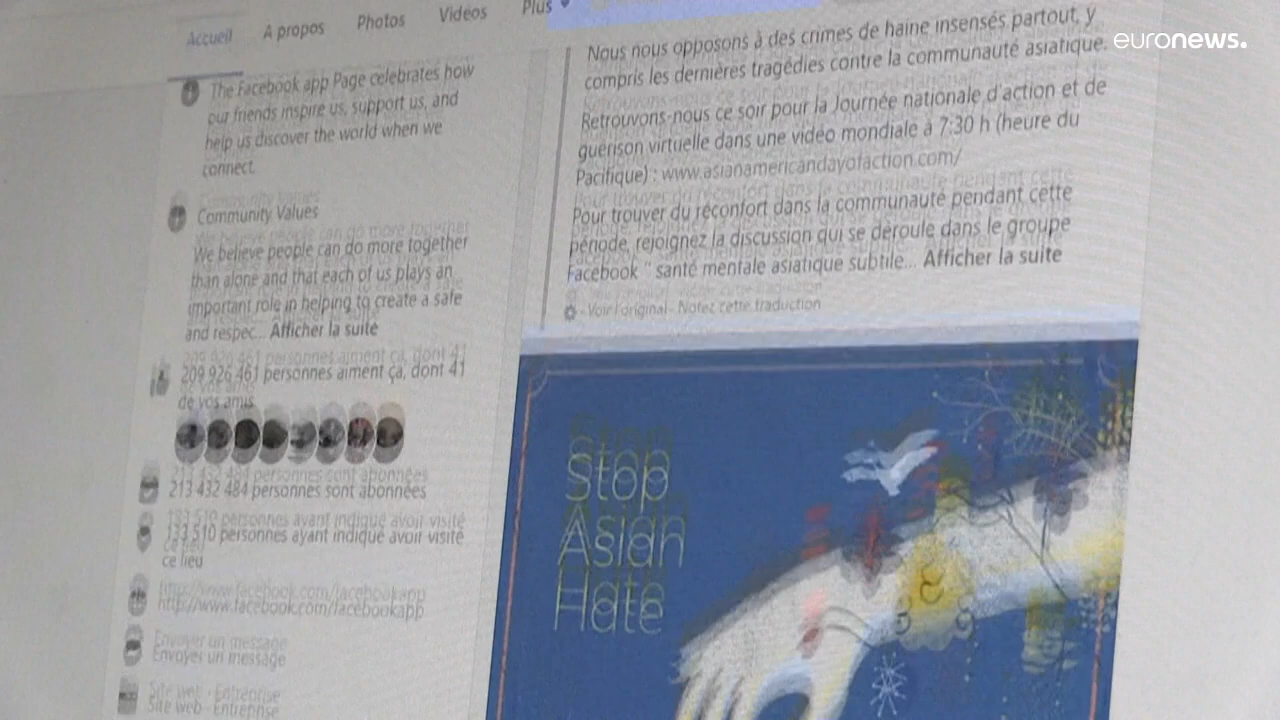 euronews.
Accueil
A propos
Photos
Vidéos
Plus
The Facebook app Page celebrates how
our friends inspire us, support us, and
help us discover the world when we
connect.
Community Values
We believe people can do more together
than alone and that each of us plays an
important role in helping to create a safe
and respec... Afficher la suite
209 926 461 personnes aiment ça, dont 41
de vos amis
213 432 484 personnes sont abonnées
133 510 personnes ayant indiqué avoir visité
ce lieu
http://www.facebook.com/facebookapp
Envoyer un message
Site web · Entreprise
Nous nous opposons à des crimes de haine insensés partout, y
compris les dernières tragédies contre la communauté asiatique.
Retrouvons-nous ce soir pour la Journée nationale d'action et de
guérison virtuelle dans une vidéo mondiale à 7:30 h (heure du
Pacifique) : www.asianamericandayofaction.com/
Pour trouver du réconfort dans la communauté pendant cette
période, rejoignez la discussion qui se déroule dans le groupe
Facebook " santé mentale asiatique subtile... Afficher la suite
- Voir l'original - Notez cette traduction
Stop
Asian
Hate